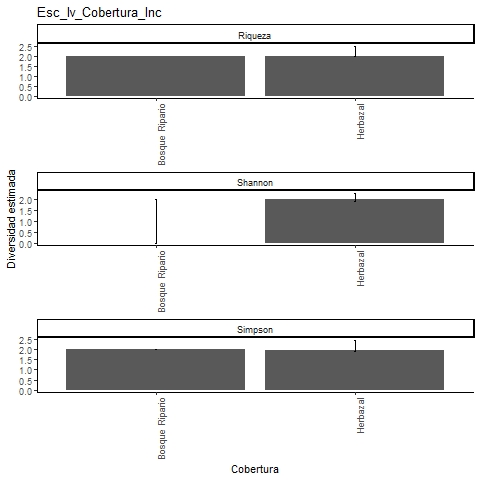 Esc_Iv_Cobertura_Inc
Riqueza
2.5
2.0
1.5
1.0
0.5
0.0
Bosque Ripario
Herbazal
Shannon
2.0
1.5
1.0
0.5
0.0
Bosque Ripario
Herbazal
Simpson
2.5
2.0
1.5
1.0
0.5
0.0
Bosque Ripario
Herbazal
Diversidad estimada
Cobertura